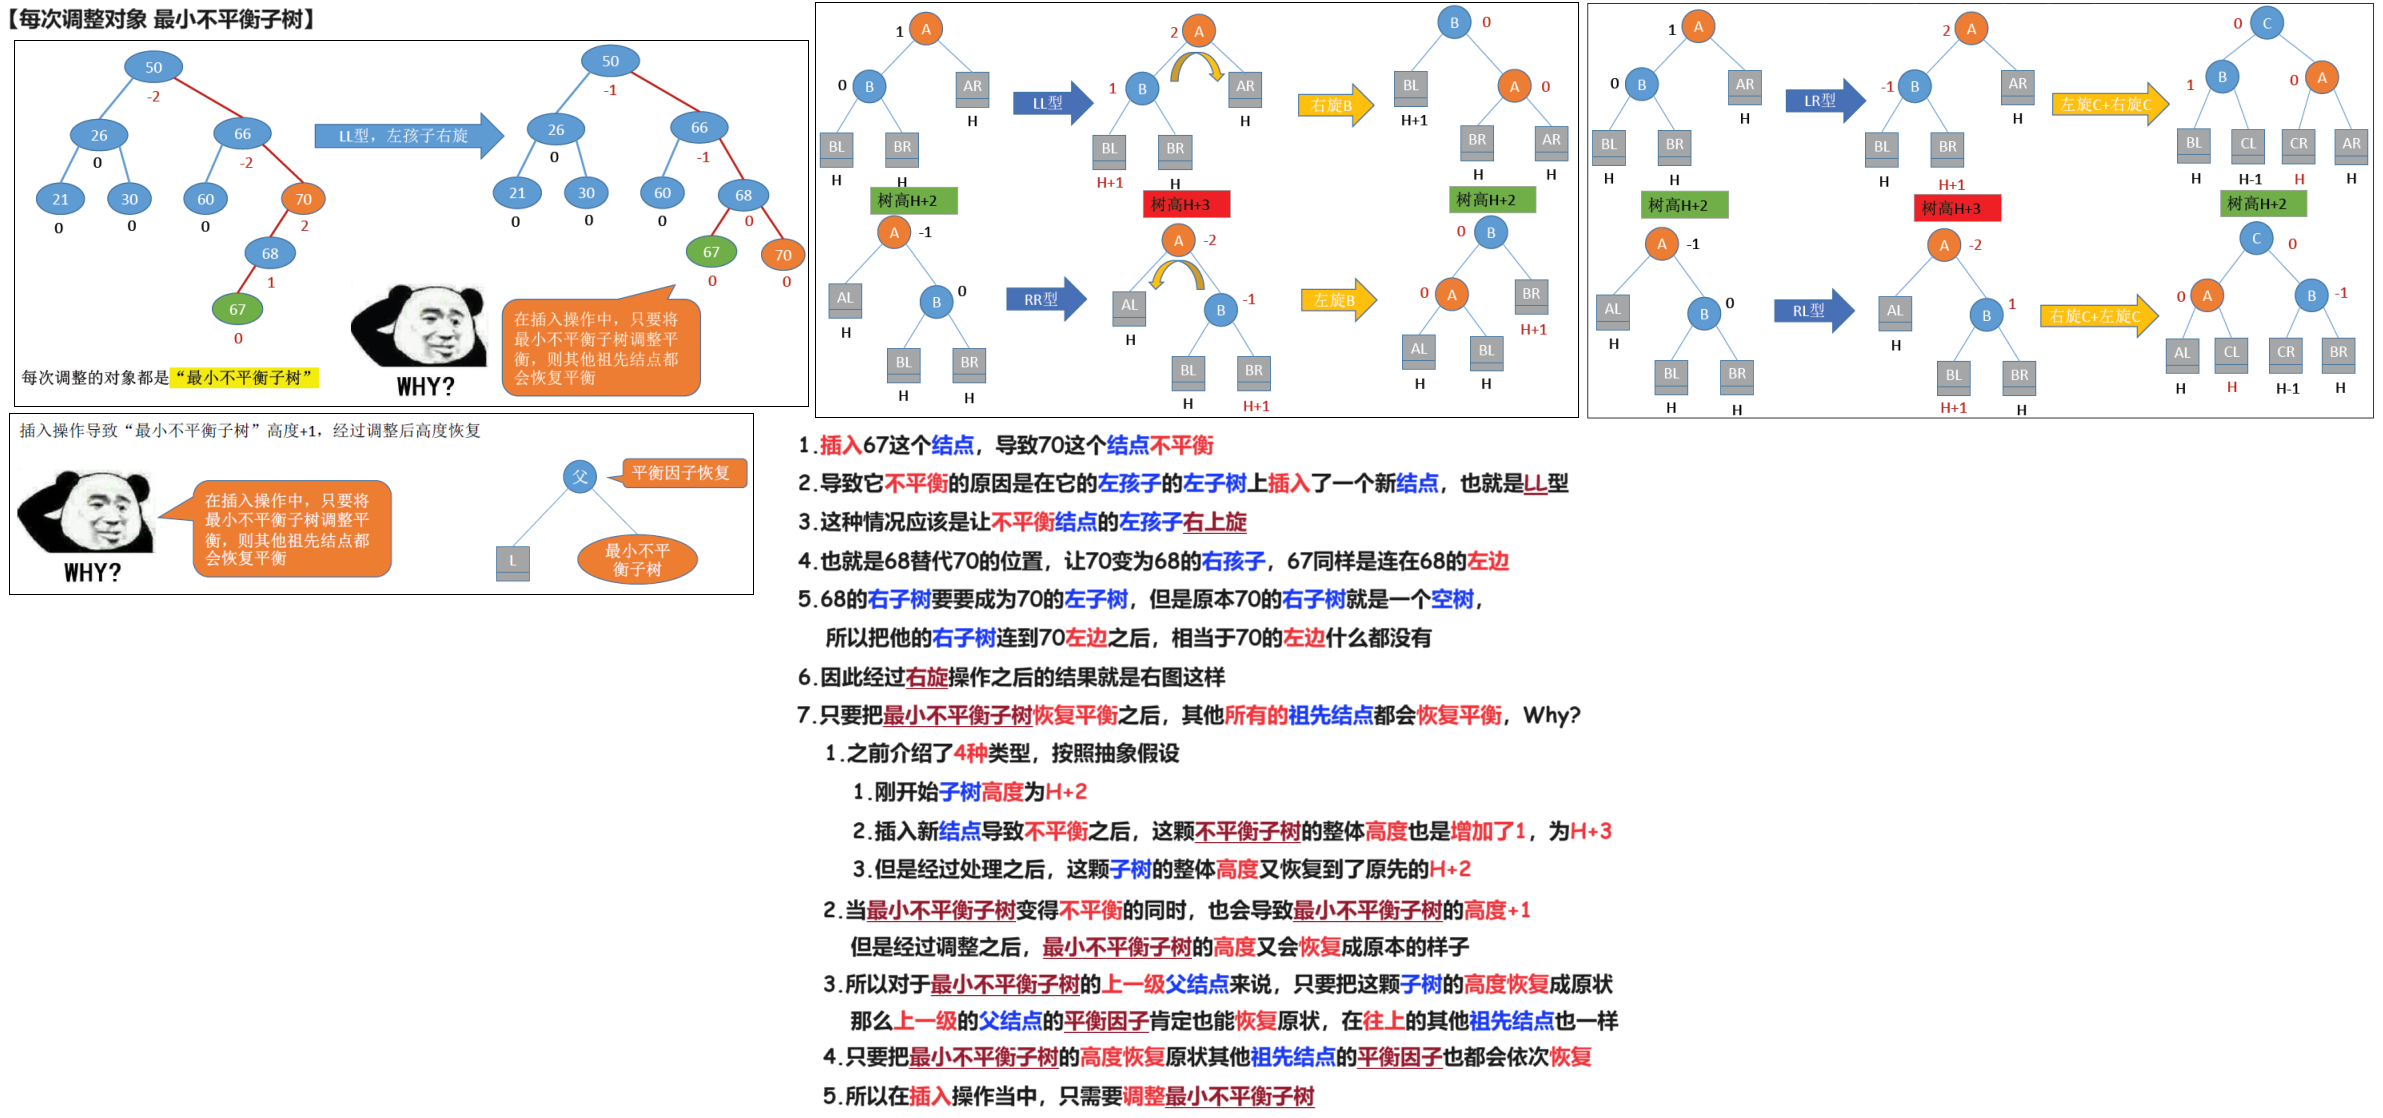 【每次调整对象 最小不平衡子树】
50
-2
26
0
66
-2
21
0
30
0
60
0
70
2
68
1
67
0
LL型，左孩子右旋
50
-1
26
0
66
-1
21
0
30
0
60
0
68
0
67
0
70
0
每次调整的对象都是“最小不平衡子树”
WHY?
在插入操作中，只要将
最小不平衡子树调整平
衡，则其他祖先结点都
会恢复平衡
1 A
0 B
AR
H
BL
H
BR
H
树高H+2
LL型
2 A
1 B
AR
H
BL
H+1
BR
H
树高H+3
右旋B
B 0
BL
H+1
A 0
BR
H
AR
H
树高H+2
A -1
AL
H
B 0
BL
H
BR
H
RR型
A -2
AL
H
B -1
BL
H
BR
H+1
左旋B
0 B
0 A
BR
H+1
AL
H
BL
H
1 A
0 B
AR
H
BL
H
BR
H
树高H+2
LR型
2 A
-1 B
AR
H
BL
H
BR
H+1
树高H+3
左旋C+右旋C
0 C
1 B
0 A
BL
H
CL
H-1
CR
H
AR
H
树高H+2
A -1
AL
H
B 0
BL
H
BR
H
RL型
A -2
AL
H
B 1
BL
H+1
BR
H
右旋C+左旋C
C 0
0 A
B -1
AL
H
CL
H
CR
H-1
BR
H
插入操作导致“最小不平衡子树”高度+1，经过调整后高度恢复
WHY?
在插入操作中，只要将
最小不平衡子树调整平
衡，则其他祖先结点都
会恢复平衡
父
平衡因子恢复
L
最小不平
衡子树
1.插入67这个结点，导致70这个结点不平衡
2.导致它不平衡的原因是在它的左孩子的左子树上插入了一个新结点，也就是LL型
3.这种情况应该是让不平衡结点的左孩子右上旋
4.也就是68替代70的位置，让70变为68的右孩子，67同样是连在68的左边
5.68的右子树要要成为70的左子树，但是原本70的右子树就是一个空树，
所以把他的右子树连到70左边之后，相当于70的左边什么都没有
6.因此经过右旋操作之后的结果就是右图这样
7.只要把最小不平衡子树恢复平衡之后，其他所有的祖先结点都会恢复平衡，Why?
1.之前介绍了4种类型，按照抽象假设
1.刚开始子树高度为H+2
2.插入新结点导致不平衡之后，这颗不平衡子树的整体高度也是增加了1，为H+3
3.但是经过处理之后，这颗子树的整体高度又恢复到了原先的H+2
2.当最小不平衡子树变得不平衡的同时，也会导致最小不平衡子树的高度+1
但是经过调整之后，最小不平衡子树的高度又会恢复成原本的样子
3.所以对于最小不平衡子树的上一级父结点来说，只要把这颗子树的高度恢复成原状
那么上一级的父结点的平衡因子肯定也能恢复原状，在往上的其他祖先结点也一样
4.只要把最小不平衡子树的高度恢复原状其他祖先结点的平衡因子也都会依次恢复
5.所以在插入操作当中，只需要调整最小不平衡子树